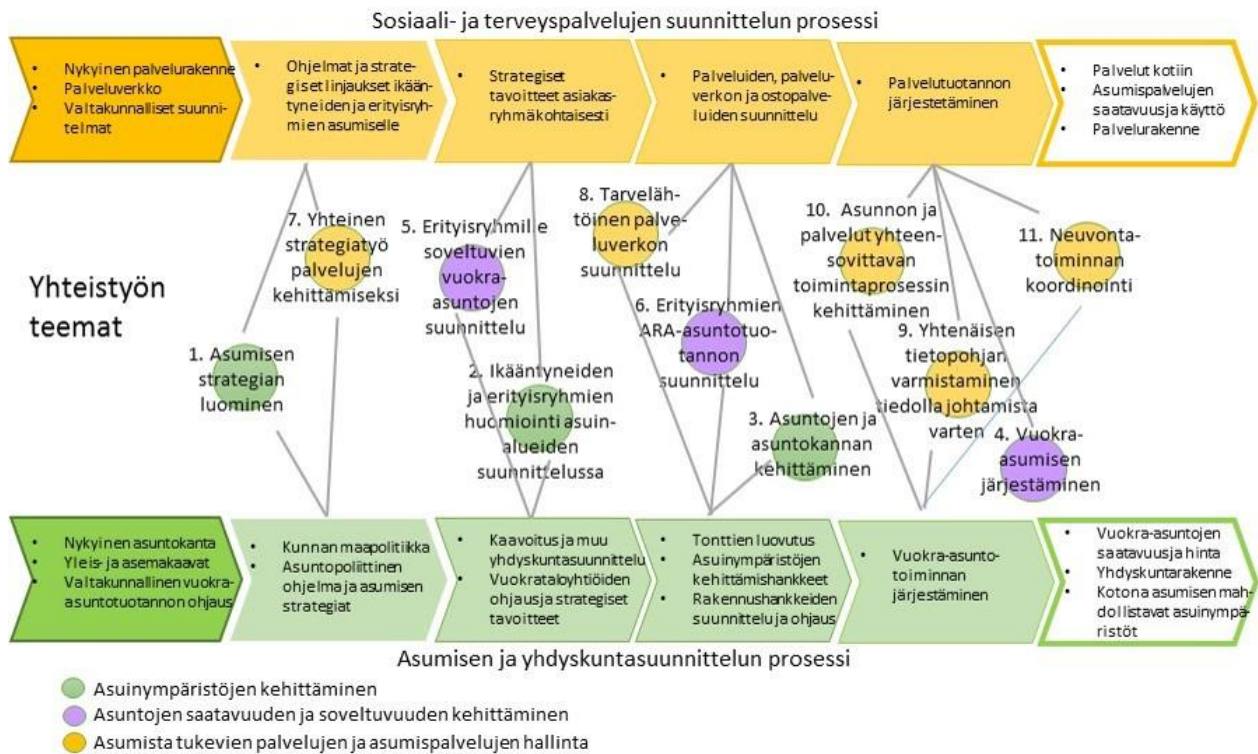 Sosiaali- ja terveyspalvelujen suunnittelun prosessi
• Nykyinen palvelurakenne
• Palveluverkko
• Valtakunnalliset suunni-
telmat
• Ohjelmat ja strate-
giset linjaukset ikään-
tyneiden ja erityisryh-
mien asumiselle
• Strategiset
tavoitteet asiakas-
ryhmäkohtaisesti
• Palveluiden, palvelu-
verkon ja ostopalve-
luiden suunnittelu
• Palvelutuotannon
järjestetäminen
• Palvelut kotiin
• Asumispalvelujen
saatavuus ja käyttö
• Palvelurakenne
Yhteistyön
teemat
1. Asumisen
strategian
luominen
7. Yhteinen
strategiatyö
palvelujen
kehittämiseksi
5. Erityisryhmille
soveltuvien
vuokra-
asuntojen
suunnittelu
2. Ikääntyneiden
ja erityisryhmien
huomiointi asuin-
alueiden
suunnittelussa
8. Tarveläh-
töinen palve-
luverkon
suunnittelu
6. Erityisryhmien
ARA-asuntotuo-
tannon
suunnittelu
3. Asuntojen ja
asuntokannan
kehittäminen
10. Asunnon ja
palvelut yhteen-
sovittavan
toimintaprosessin
kehittäminen
9. Yhtenäisen
tietopohjan
varmistaminen
tiedolla johtamista
varten
11. Neuvonta-
toiminnan
koordinointi
4. Vuokra-
asumisen
järjestäminen
• Nykyinen asuntokanta
• Yleis- ja asemakaavat
• Valtakunnallinen vuokra-
asuntotuotannon ohjaus
• Kunnan maapolitiikka
• Asuntopoliittinen
ohjelma ja asumisen
strategiat
• Kaavoitus ja muu
yhdyskuntasuunnittelu
• Vuokrataloyhtiöiden
ohjaus ja strategiset
tavoitteet
• Tonttien luovutus
• Asuinympäristöjen
kehittämishankkeet
• Rakennushankkeiden
suunnittelu ja ohjaus
• Vuokra-asunto-
toiminnan
järjestäminen
• Vuokra-asuntojen
saatavuus ja hinta
• Yhdyskuntarakenne
• Kotona asumisen mah-
dollistavat asuinympä-
ristöt
Asumisen ja yhdyskuntasuunnittelun prosessi
Asuinympäristöjen kehittäminen
Asuntojen saatavuuden ja soveltuvuuden kehittäminen
Asumista tukevien palvelujen ja asumispalvelujen hallinta